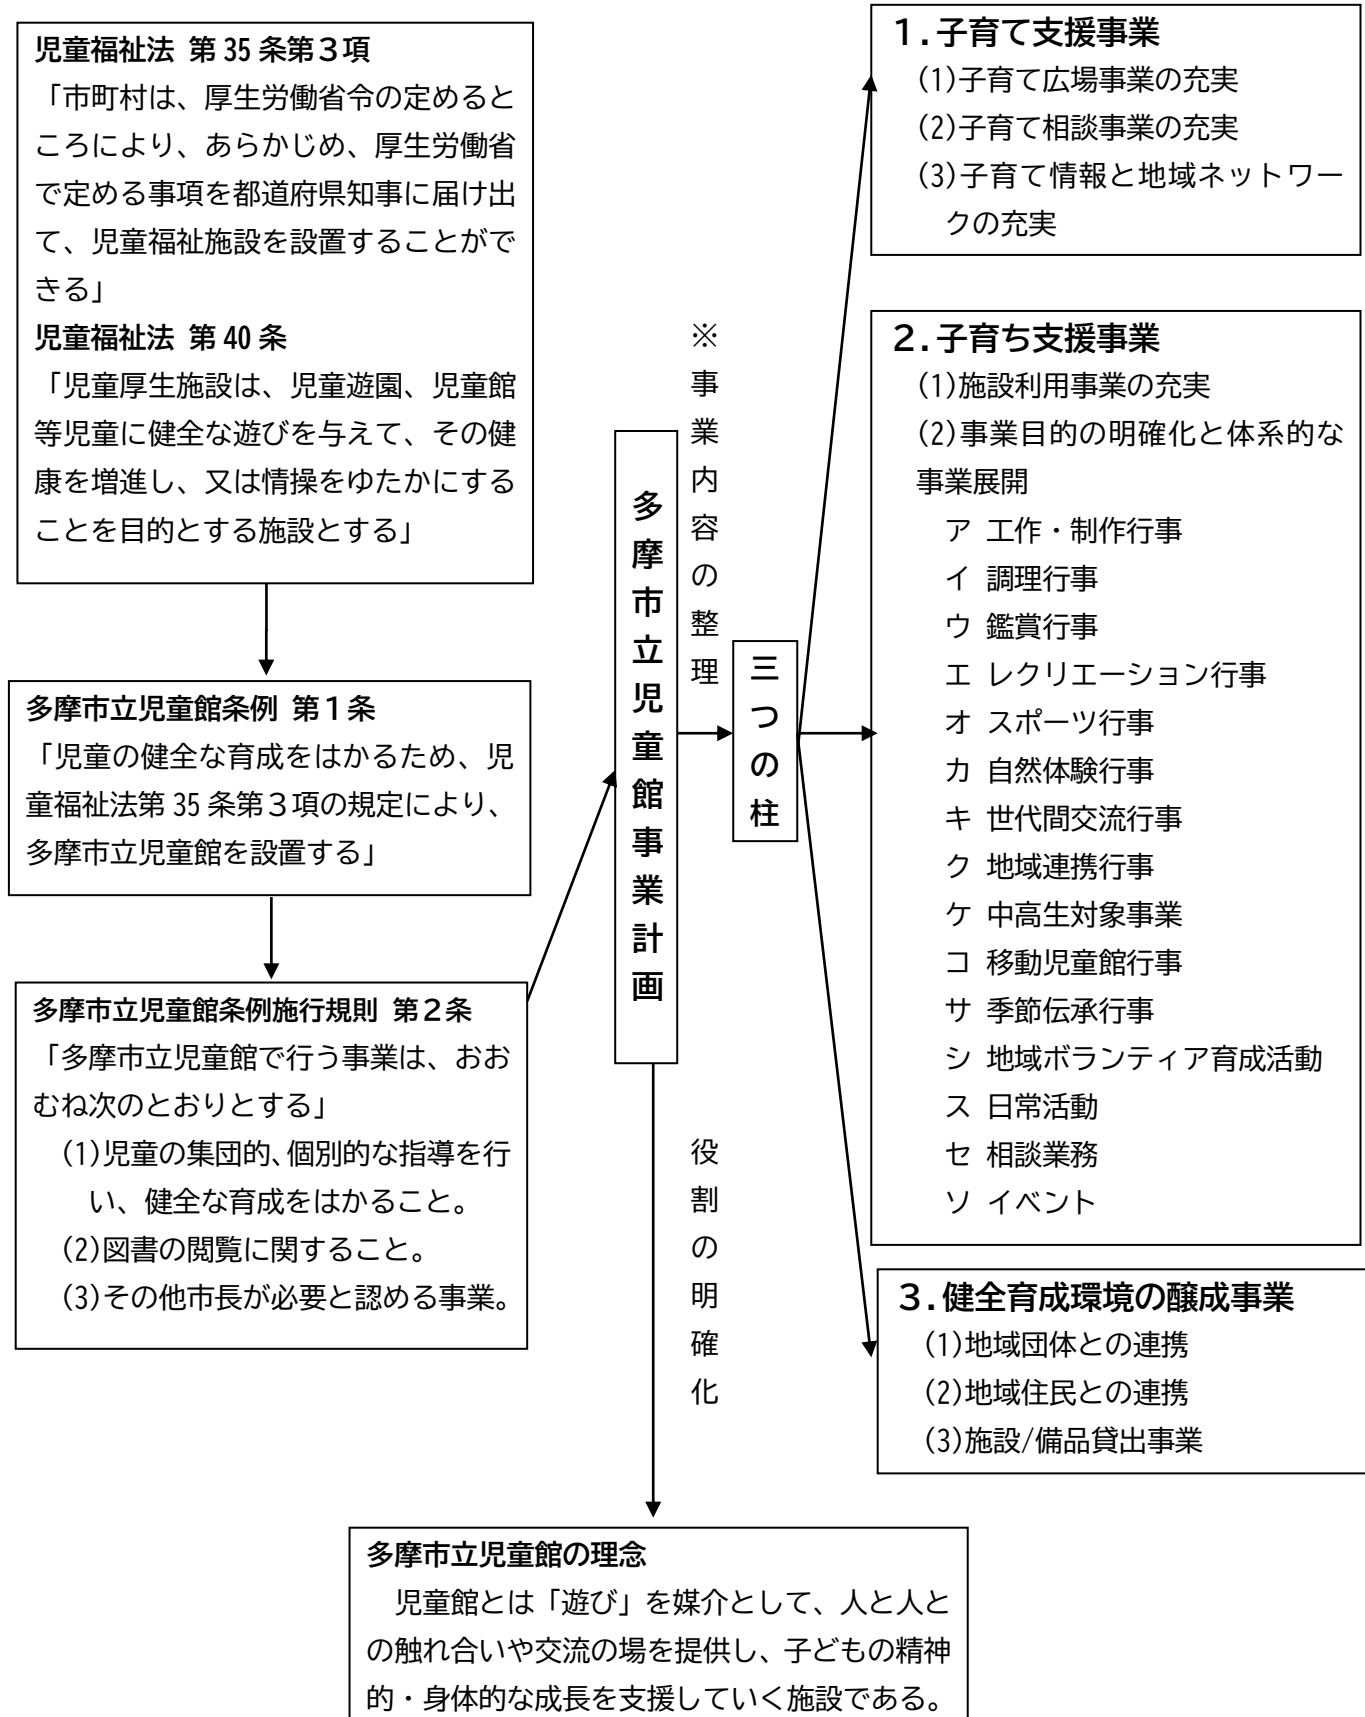 児童福祉法 第35条第３項
「市町村は、厚生労働省令の定めると
ころにより、あらかじめ、厚生労働省
で定める事項を都道府県知事に届け出
て、児童福祉施設を設置することがで
きる」
児童福祉法 第40条
「児童厚生施設は、児童遊園、児童館
等児童に健全な遊びを与えて、その健
康を増進し、又は情操をゆたかにする
ことを目的とする施設とする」
多摩市立児童館条例 第１条
「児童の健全な育成をはかるため、児
童福祉法第35条第３項の規定により、
多摩市立児童館を設置する」
多摩市立児童館条例施行規則 第２条
「多摩市立児童館で行う事業は、おお
むね次のとおりとする」
(1)児童の集団的、個別的な指導を行
い、健全な育成をはかること。
(2)図書の閲覧に関すること。
(3)その他市長が必要と認める事業。
多摩市立児童館事業計画
※事業内容の整理
三つの柱
役割の明確化
１.子育て支援事業
(1)子育て広場事業の充実
(2)子育て相談事業の充実
(3)子育て情報と地域ネットワー
クの充実
２.子育ち支援事業
(1)施設利用事業の充実
(2)事業目的の明確化と体系的な
事業展開
ア 工作・制作行事
イ 調理行事
ウ 鑑賞行事
エ レクリエーション行事
オ スポーツ行事
カ 自然体験行事
キ 世代間交流行事
ク 地域連携行事
ケ 中高生対象事業
コ 移動児童館行事
サ 季節伝承行事
シ 地域ボランティア育成活動
ス 日常活動
セ 相談業務
ソ イベント
３.健全育成環境の醸成事業
(1)地域団体との連携
(2)地域住民との連携
(3)施設/備品貸出事業
多摩市立児童館の理念
児童館とは「遊び」を媒介として、人と人と
の触れ合いや交流の場を提供し、子どもの精神
的・身体的な成長を支援していく施設である。